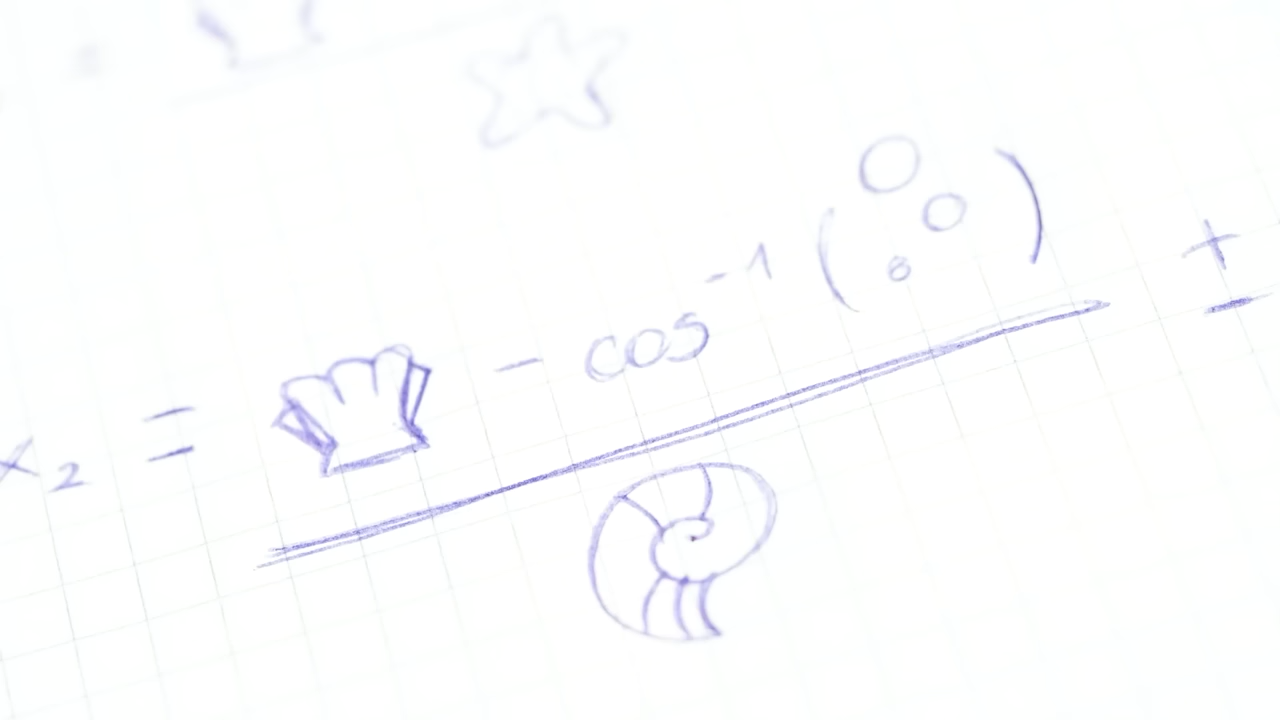 x₂ = - cos⁻¹ ( ) ±